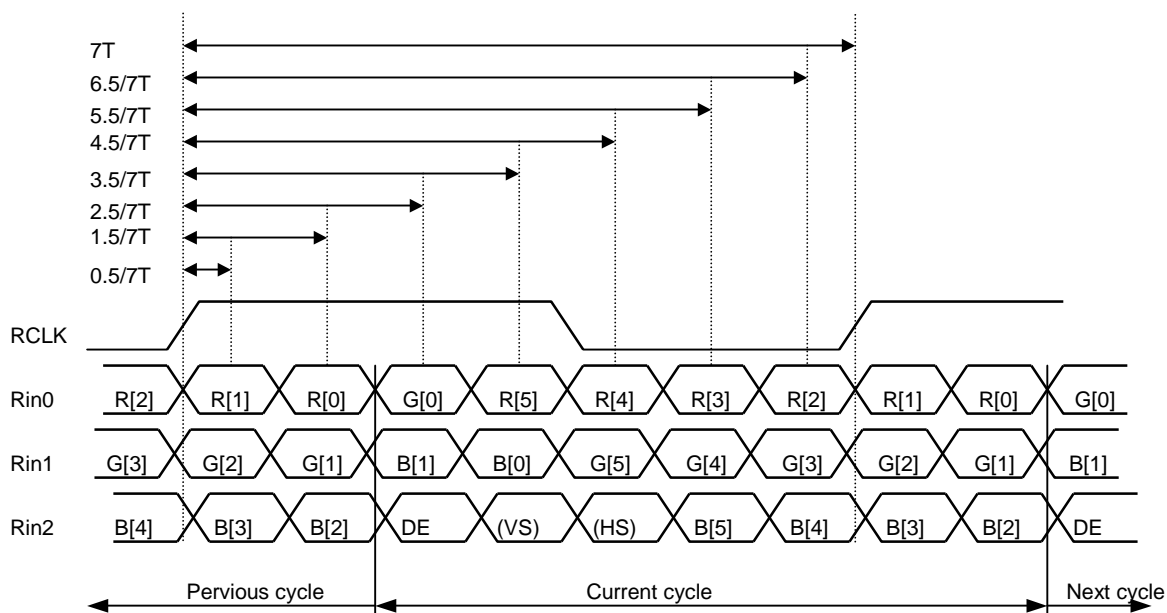 7T
6.5/7T
5.5/7T
4.5/7T
3.5/7T
2.5/7T
1.5/7T
0.5/7T
RCLK
Rin0 R[2] R[1] R[0] G[0] R[5] R[4] R[3] R[2] R[1] R[0] G[0]
Rin1 G[3] G[2] G[1] B[1] B[0] G[5] G[4] G[3] G[2] G[1] B[1]
Rin2 B[4] B[3] B[2] DE (VS) (HS) B[5] B[4] B[3] B[2] DE
Pervious cycle Current cycle Next cycle